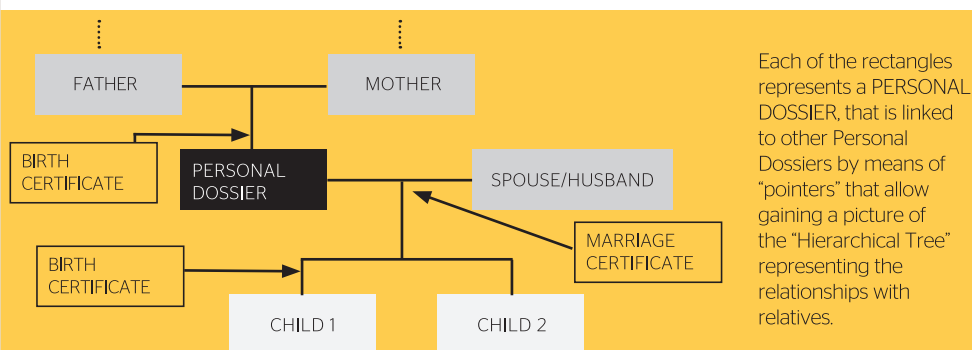 FATHER
MOTHER
BIRTH
CERTIFICATE
PERSONAL
DOSSIER
SPOUSE/HUSBAND
MARRIAGE
CERTIFICATE
BIRTH
CERTIFICATE
CHILD 1
CHILD 2
Each of the rectangles
represents a PERSONAL
DOSSIER, that is linked
to other Personal
Dossiers by means of
“pointers” that allow
gaining a picture of
the “Hierarchical Tree”
representing the
relationships with
relatives.